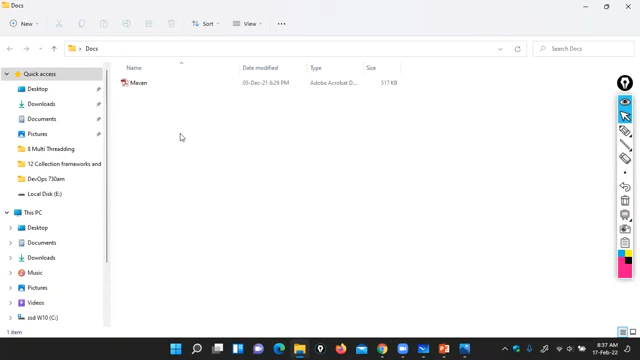 Docs
New
Sort
View
Docs
Search Docs
Name
Date modified
Type
Size
Quick access
Maven
05-Dec-21 6:29 PM
Adobe Acrobat D...
517 KB
Desktop
Downloads
Documents
Pictures
8 Multi Threadding
12 Collection frameworks and
DevOps 730am
Local Disk (E:)
This PC
Desktop
Documents
Downloads
Music
Pictures
Videos
ssd W10 (C:)
1 item
8:37 AM
17-Feb-22